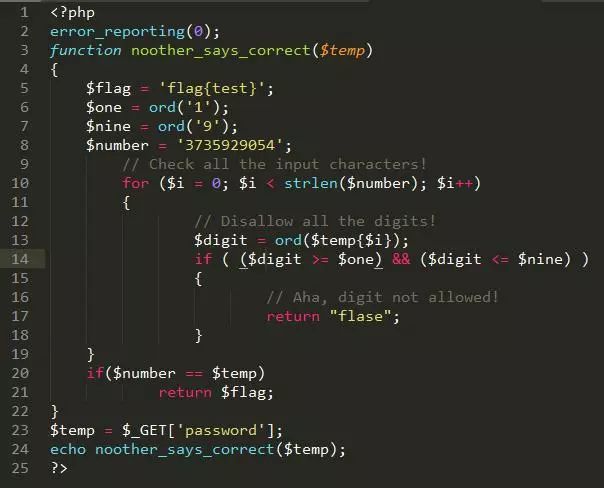 1 <?php
2 error_reporting(0);
3 function noother_says_correct($temp)
4 {
5 $flag = 'flag{test}';
6 $one = ord('1');
7 $nine = ord('9');
8 $number = '3735929054';
9 // Check all the input characters!
10 for ($i = 0; $i < strlen($number); $i++)
11 {
12 // Disallow all the digits!
13 $digit = ord($temp{$i});
14 if ( ($digit >= $one) && ($digit <= $nine) )
15 {
16 // Aha, digit not allowed!
17 return "flase";
18 }
19 }
20 if($number == $temp)
21 return $flag;
22 }
23 $temp = $_GET['password'];
24 echo noother_says_correct($temp);
25 ?>